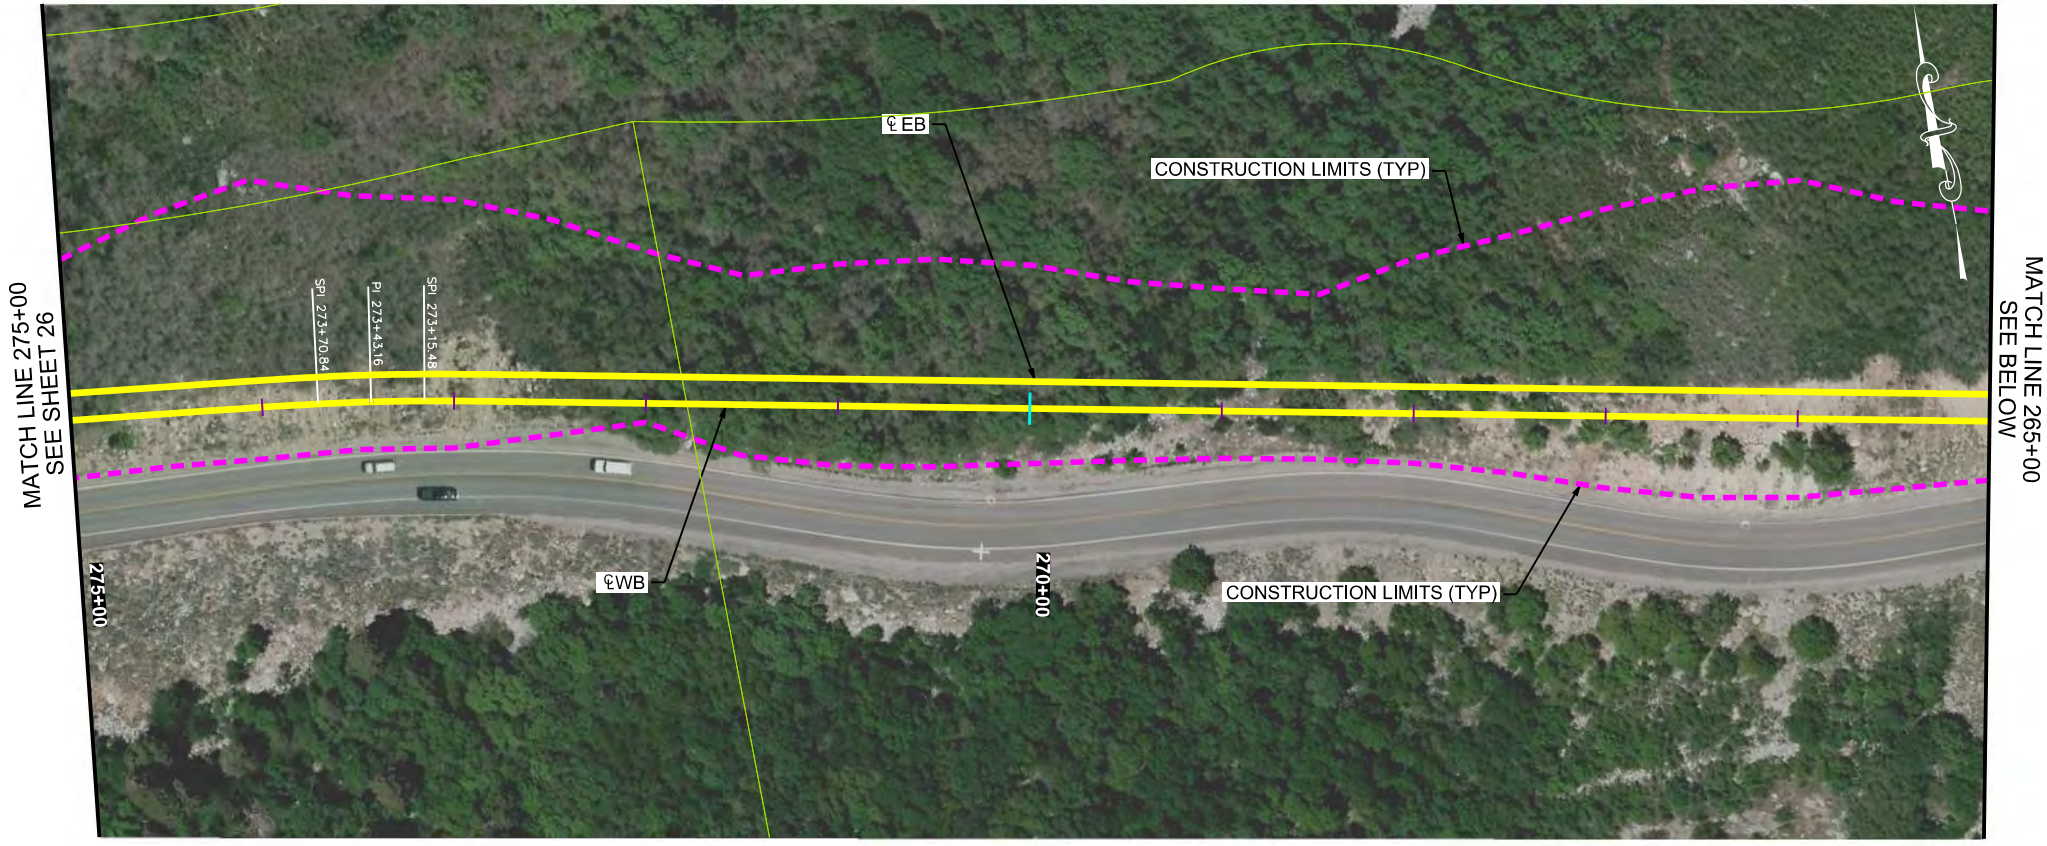 ℄ EB
CONSTRUCTION LIMITS (TYP)
MATCH LINE 275+00
SEE SHEET 26
SPI 273+70.84
PI 273+43.16
SPI 273+15.48
MATCH LINE 265+00
SEE BELOW
275+00
℄ WB
270+00
CONSTRUCTION LIMITS (TYP)